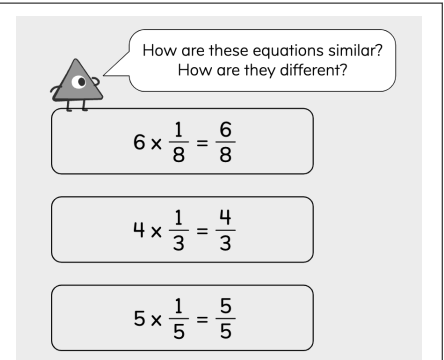 How are these equations similar?
How are they different?
6 × 1/8 = 6/8
4 × 1/3 = 4/3
5 × 1/5 = 5/5